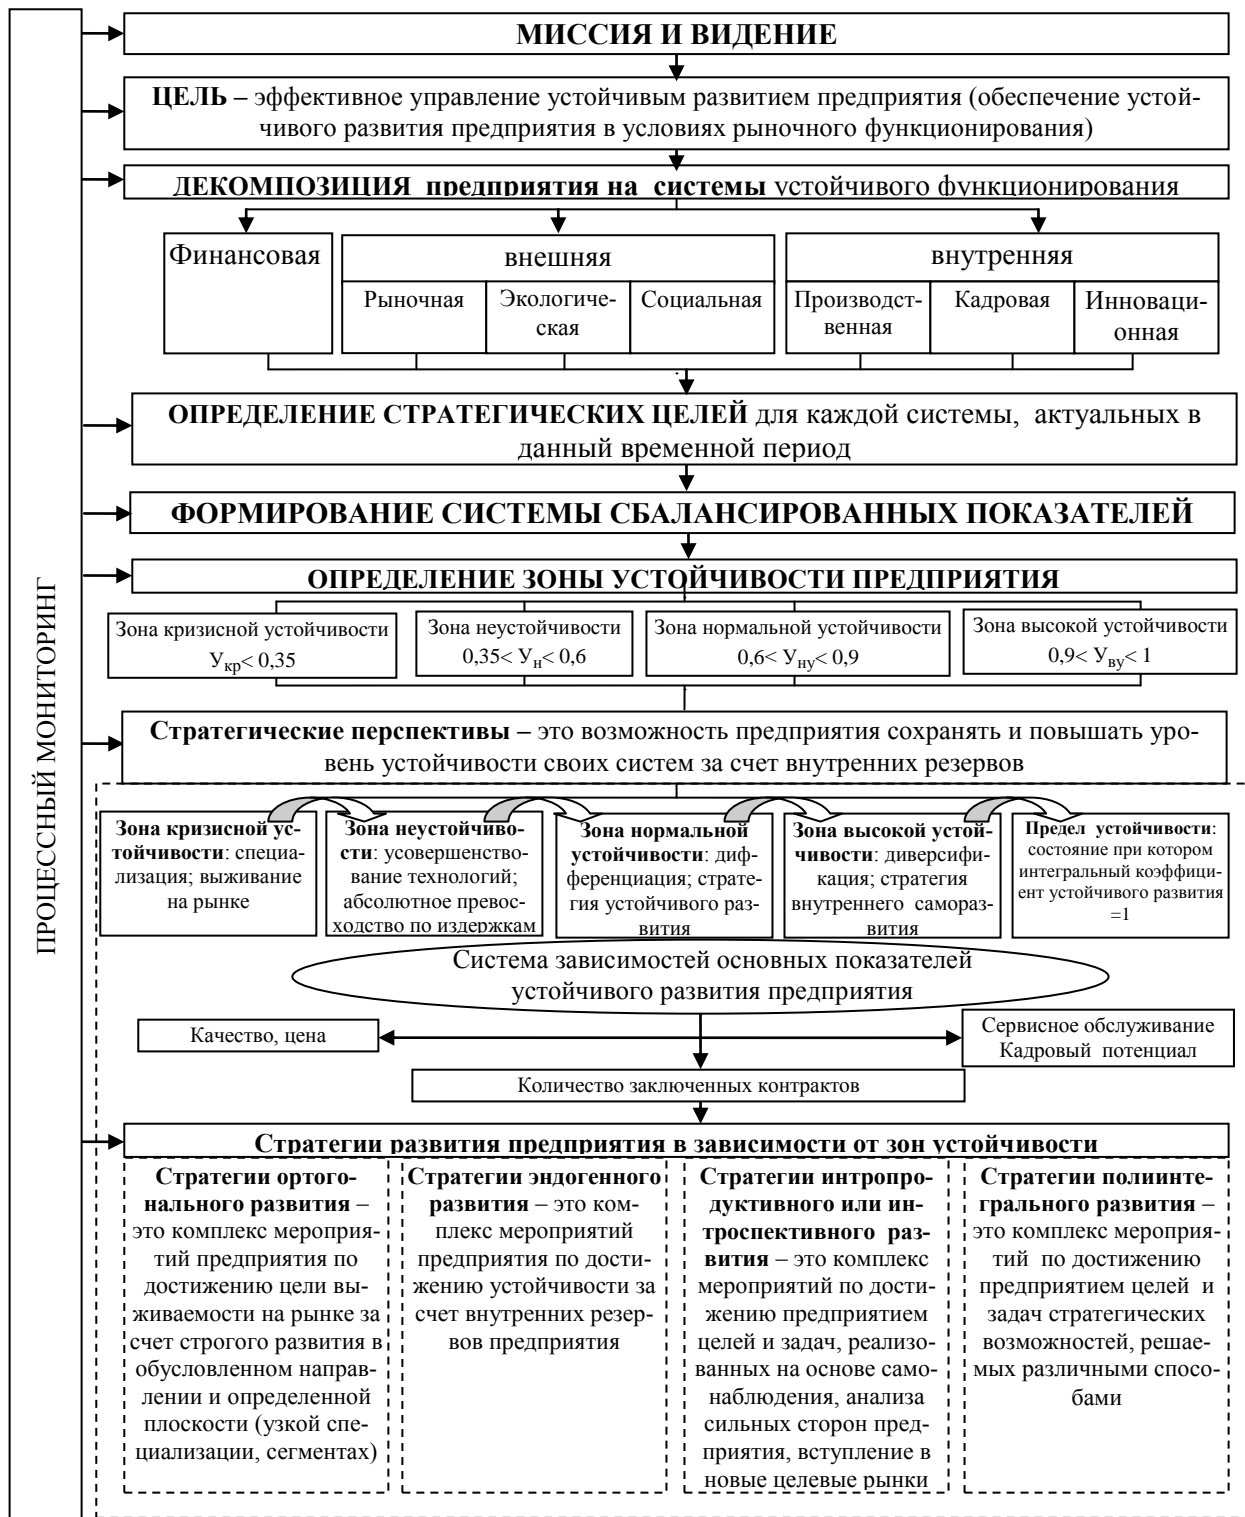 ПРОЦЕССНЫЙ МОНИТОРИНГ
МИССИЯ И ВИДЕНИЕ
ЦЕЛЬ – эффективное управление устойчивым развитием предприятия (обеспечение устой-
чивого развития предприятия в условиях рыночного функционирования)
ДЕКОМПОЗИЦИЯ предприятия на системы устойчивого функционирования
Финансовая
внешняя
Рыночная
Экологиче-
ская
Социальная
внутренняя
Производст-
венная
Кадровая
Инноваци-
онная
ОПРЕДЕЛЕНИЕ СТРАТЕГИЧЕСКИХ ЦЕЛЕЙ для каждой системы, актуальных в
данный временной период
ФОРМИРОВАНИЕ СИСТЕМЫ СБАЛАНСИРОВАННЫХ ПОКАЗАТЕЛЕЙ
ОПРЕДЕЛЕНИЕ ЗОНЫ УСТОЙЧИВОСТИ ПРЕДПРИЯТИЯ
Зона кризисной устойчивости
Укр< 0,35
Зона неустойчивости
0,35< Ун< 0,6
Зона нормальной устойчивости
0,6< Уну< 0,9
Зона высокой устойчивости
0,9< Уву< 1
Стратегические перспективы – это возможность предприятия сохранять и повышать уро-
вень устойчивости своих систем за счет внутренних резервов
Зона кризисной ус-
тойчивости: специа-
лизация; выживание
на рынке
Зона неустойчиво-
сти: усовершенство-
вание технологий;
абсолютное превос-
ходство по издержкам
Зона нормальной
устойчивости: диф-
ференциация; страте-
гия устойчивого раз-
вития
Зона высокой устой-
чивости: диверсифи-
кация; стратегия
внутреннего самораз-
вития
Предел устойчивости:
состояние при котором
интегральный коэффици-
ент устойчивого развития
=1
Система зависимостей основных показателей
устойчивого развития предприятия
Качество, цена
Сервисное обслуживание
Кадровый потенциал
Количество заключенных контрактов
Стратегии развития предприятия в зависимости от зон устойчивости
Стратегии ортого-
нального развития –
это комплекс меропри-
тий предприятия по
достижению цели вы-
живаемости на рынке за
счет строгого развития в
обусловленном направ-
лении и определенной
плоскости (узкой спе-
циализации, сегментах)
Стратегии эндогенного
развития – это ком-
плекс мероприятий
предприятия по дости-
жению устойчивости за
счет внутренних резер-
вов предприятия
Стратегии интропро-
дуктивного или ин-
троспективного раз-
вития – это комплекс
мероприятий по дости-
жению предприятием
целей и задач, реализо-
ванных на основе само-
наблюдения, анализа
сильных сторон пред-
приятия, вступление в
новые целевые рынки
Стратегии полиинте-
грального развития –
это комплекс мероприя-
тий по достижению
предприятием целей и
задач стратегических
возможностей, решае-
мых различными спосо-
бами